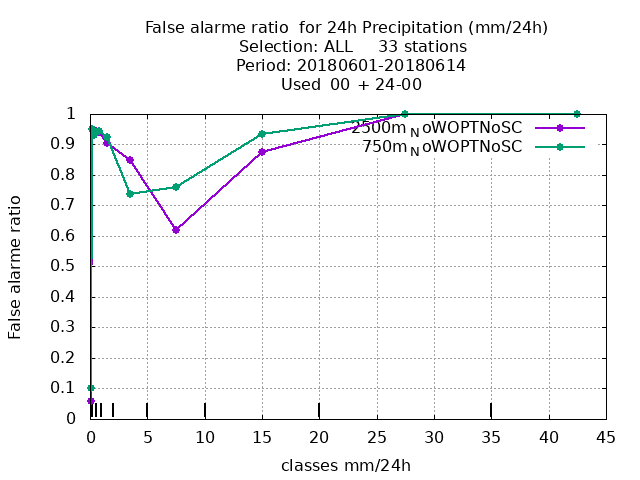 False alarme ratio  for 24h Precipitation (mm/24h)
Selection: ALL     33 stations
Period: 20180601-20180614
Used  00 + 24-00
2500m_NoWOPTNoSC
750m_NoWOPTNoSC
1
0.9
0.8
0.7
0.6
0.5
0.4
0.3
0.2
0.1
0
False alarme ratio
0 5 10 15 20 25 30 35 40 45
classes mm/24h